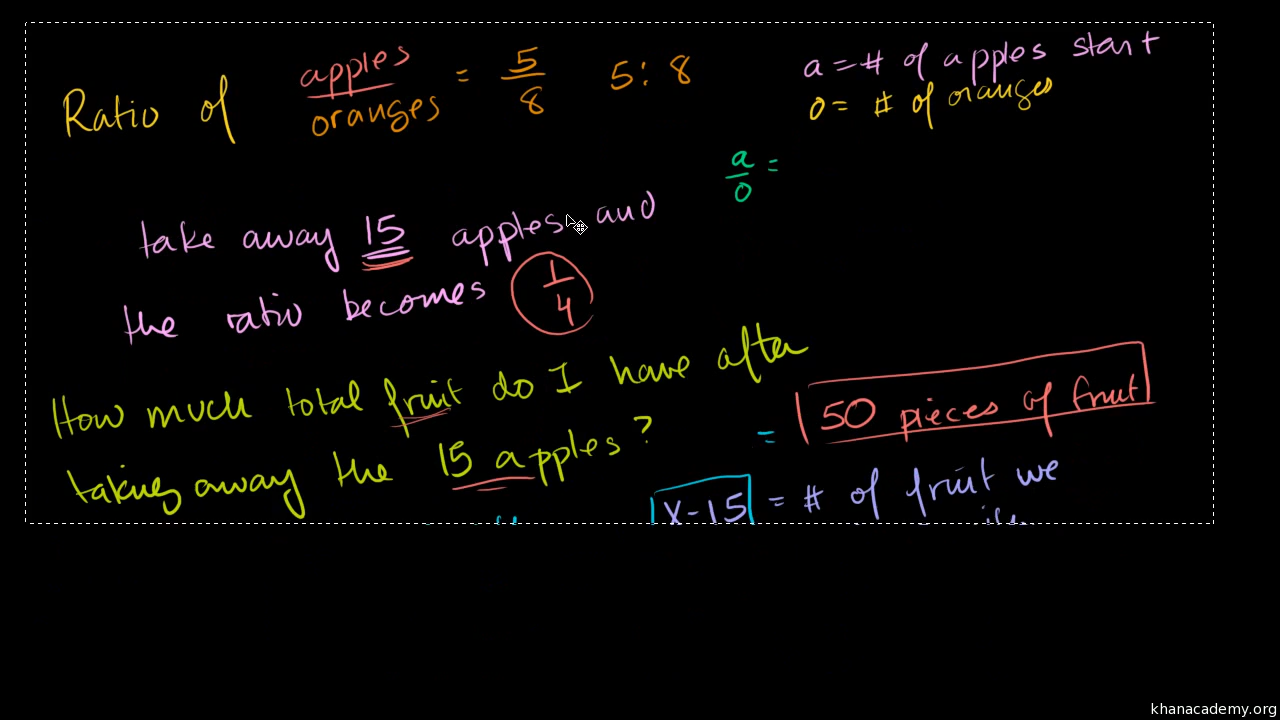 Ratio of apples/oranges = 5/8 5:8
a = # of apples start
o = # of oranges
a/o =
take away 15 apples and
the ratio becomes 1/4
How much total fruit do I have after
taking away the 15 apples?
= 50 pieces of fruit
x-15 = # of fruit we
khanacademy.org